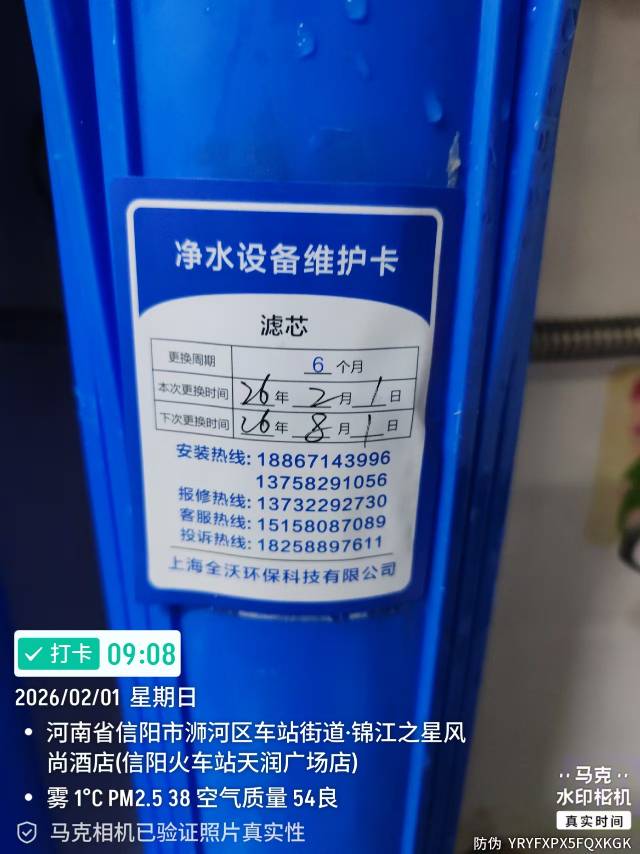 净水设备维护卡
滤芯
更换周期 6 个月
本次更换时间 26 年 2 月 1 日
下次更换时间 26 年 8 月 1 日
安装热线: 18867143996
13758291056
报修热线: 13732292730
客服热线: 15158087089
投诉热线: 18258897611
上海全沃环保科技有限公司
打卡 09:08
2026/02/01 星期日
• 河南省信阳市浉河区车站街道·锦江之星风
尚酒店(信阳火车站天润广场店)
• 雾 1°C PM2.5 38 空气质量 54良
马克相机已验证照片真实性
马克
水印相机
真实时间
防伪 YRYFXPX5FQXKGK